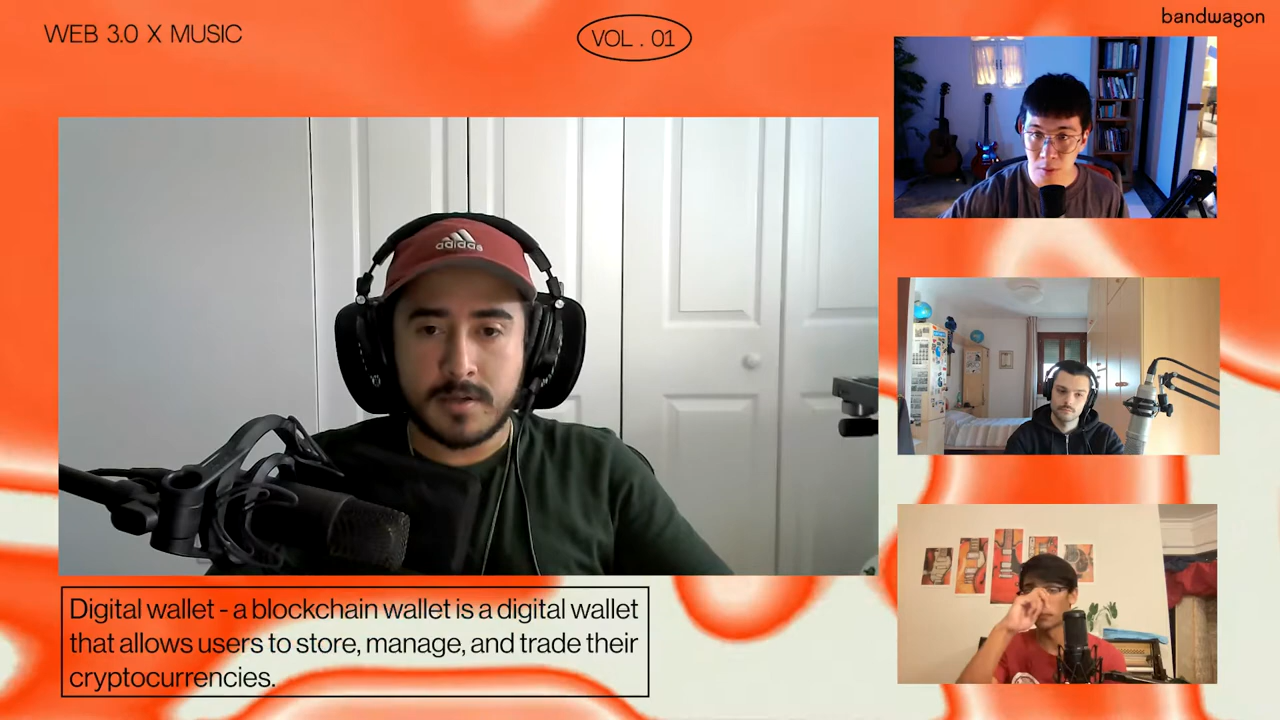 WEB 3.0 X MUSIC
VOL . 01
bandwagon
adidas
Digital wallet - a blockchain wallet is a digital wallet
that allows users to store, manage, and trade their
cryptocurrencies.